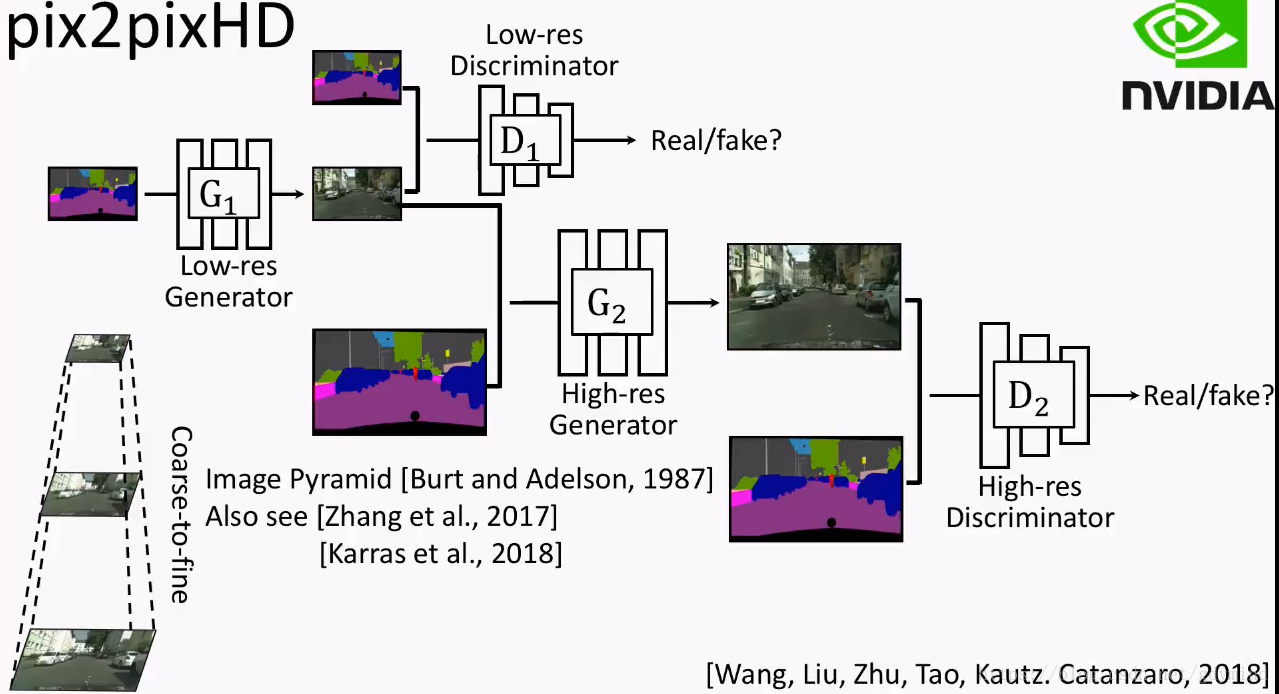 pix2pixHD
Low-res
Discriminator
NVIDIA
D1
Real/fake?
G1
Low-res
Generator
G2
High-res
Generator
D2
Real/fake?
High-res
Discriminator
Coarse-to-fine
Image Pyramid [Burt and Adelson, 1987]
Also see [Zhang et al., 2017]
[Karras et al., 2018]
[Wang, Liu, Zhu, Tao, Kautz. Catanzaro, 2018]